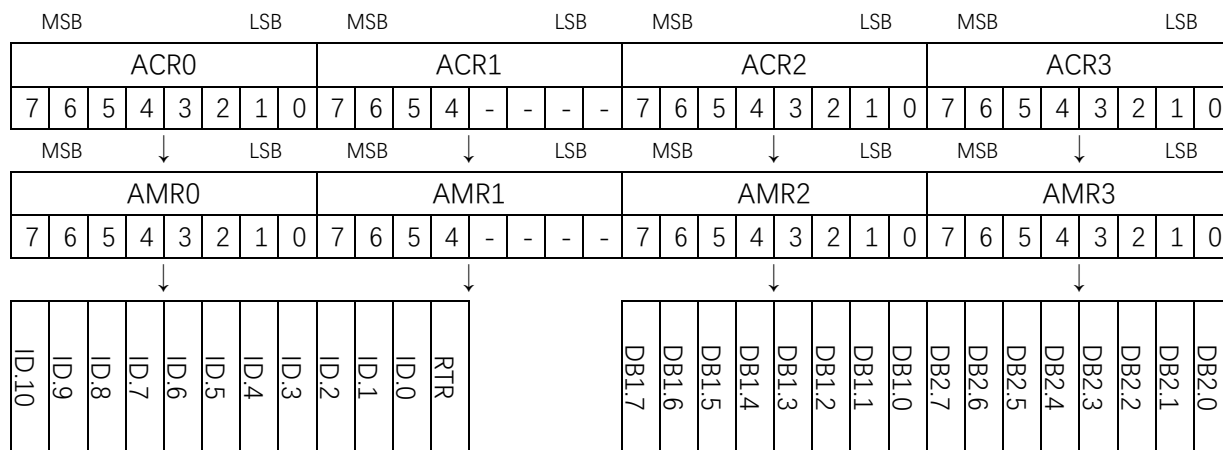 MSB LSB MSB LSB MSB LSB MSB LSB
ACR0 ACR1 ACR2 ACR3
7 6 5 4 3 2 1 0 7 6 5 4 - - - - 7 6 5 4 3 2 1 0 7 6 5 4 3 2 1 0
MSB ↓ LSB MSB ↓ LSB MSB ↓ LSB MSB ↓ LSB
AMR0 AMR1 AMR2 AMR3
7 6 5 4 3 2 1 0 7 6 5 4 - - - - 7 6 5 4 3 2 1 0 7 6 5 4 3 2 1 0
↓ ↓ ↓ ↓
ID.10 ID.9 ID.8 ID.7 ID.6 ID.5 ID.4 ID.3 ID.2 ID.1 ID.0 RTR DB1.7 DB1.6 DB1.5 DB1.4 DB1.3 DB1.2 DB1.1 DB1.0 DB2.7 DB2.6 DB2.5 DB2.4 DB2.3 DB2.2 DB2.1 DB2.0